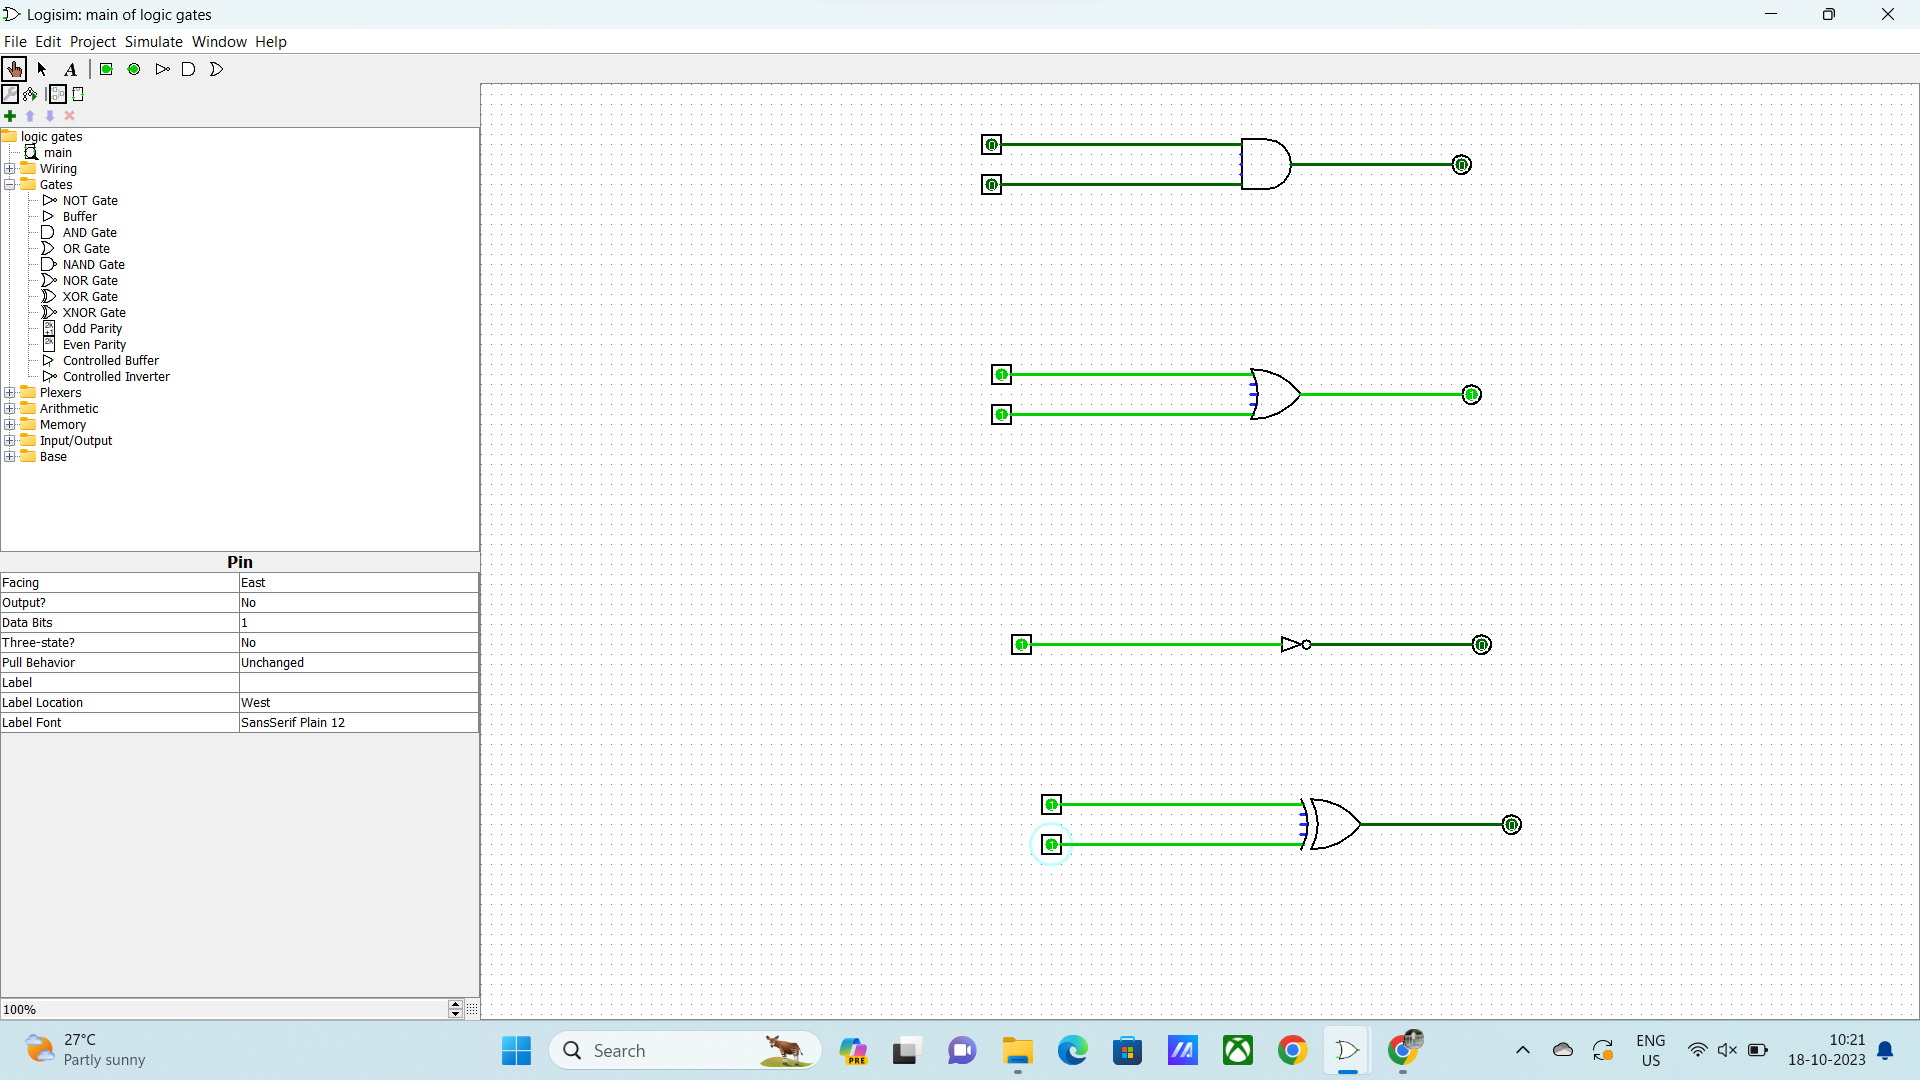 Logisim: main of logic gates
File Edit Project Simulate Window Help
A
logic gates
main
Wiring
Gates
NOT Gate
Buffer
AND Gate
OR Gate
NAND Gate
NOR Gate
XOR Gate
XNOR Gate
Odd Parity
Even Parity
Controlled Buffer
Controlled Inverter
Plexers
Arithmetic
Memory
Input/Output
Base
Pin
Facing East
Output? No
Data Bits 1
Three-state? No
Pull Behavior Unchanged
Label
Label Location West
Label Font SansSerif Plain 12
100%
0
0
0
1
1
1
1
0
1
1
0
27°C
Partly sunny
Search
PRE
ENG
US
10:21
18-10-2023